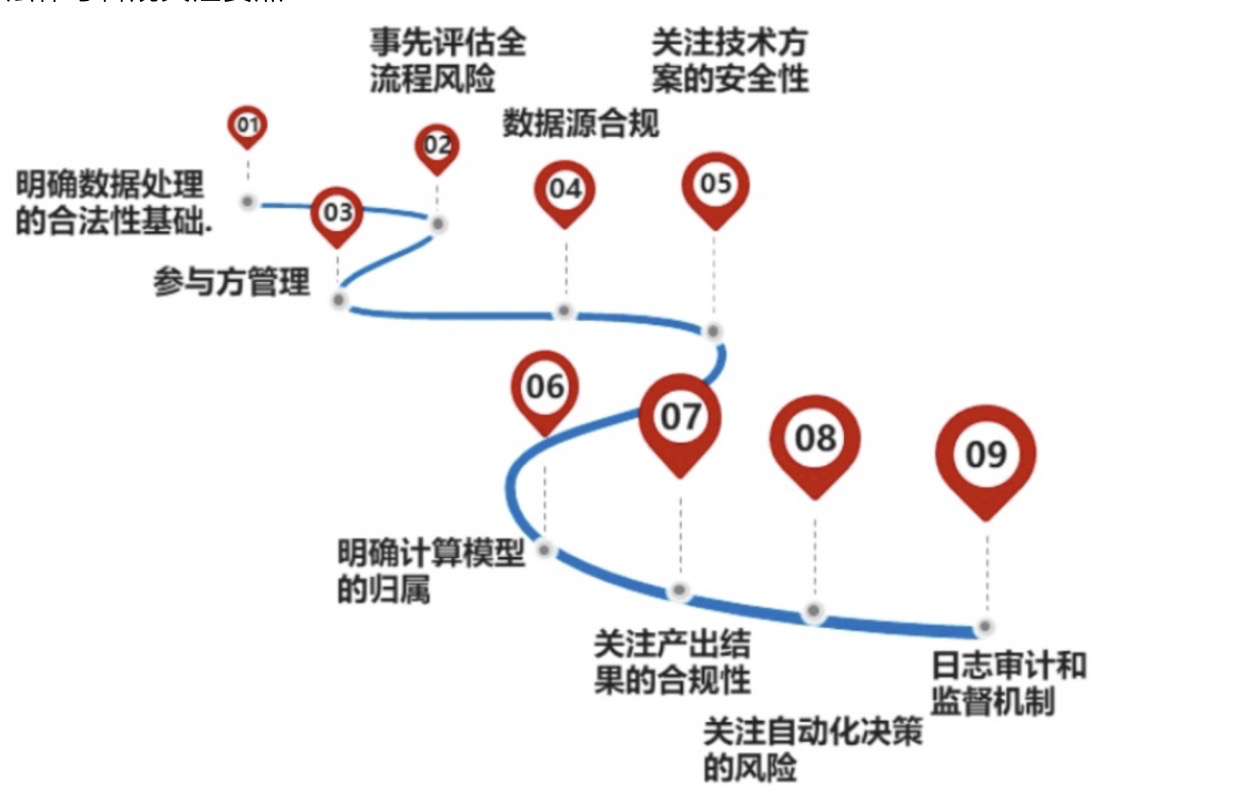 事先评估全
流程风险
关注技术方
案的安全性
数据源合规
01
02
04
05
明确数据处理
的合法性基础.
03
参与方管理
06
07
08
09
明确计算模型
的归属
关注产出结
果的合规性
日志审计和
监督机制
关注自动化决策
的风险